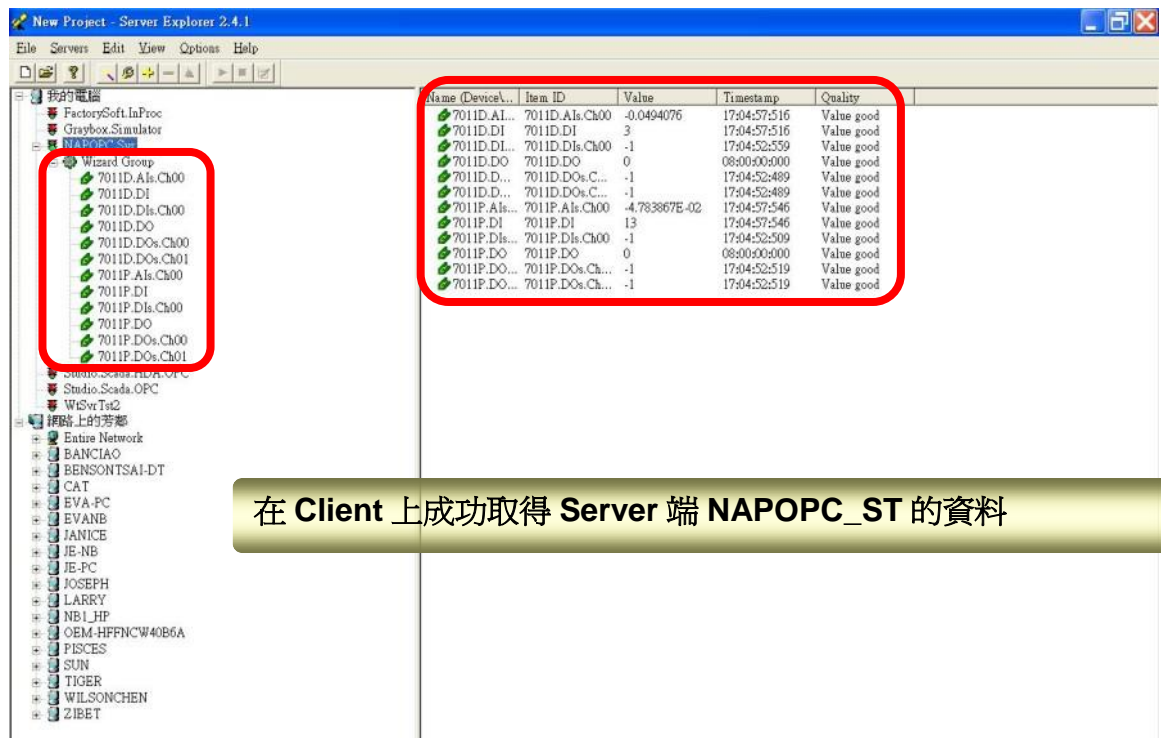 New Project - Server Explorer 2.4.1
File Servers Edit View Options Help
我的電腦
FactorySoft.InProc
Graybox.Simulator
NAPOPC.Svr
Wizard Group
7011D.AIs.Ch00
7011D.DI
7011D.DIs.Ch00
7011D.DO
7011D.DOs.Ch00
7011D.DOs.Ch01
7011P.AIs.Ch00
7011P.DI
7011P.DIs.Ch00
7011P.DO
7011P.DOs.Ch00
7011P.DOs.Ch01
Studio.Scada.HDA.OPC
Studio.Scada.OPC
WtSvrTst2
網路上的芳鄰
Entire Network
BANCIAO
BENSONTSAI-DT
CAT
EVA-PC
EVANB
JANICE
JE-NB
JE-PC
JOSEPH
LARRY
NB1_HP
OEM-HFFNCW40B6A
PISCES
SUN
TIGER
WILSONCHEN
ZIBET
Name (Device\... Item ID Value Timestamp Quality
7011D.AI... 7011D.AIs.Ch00 -0.0494076 17:04:57:516 Value good
7011D.DI 7011D.DI 3 17:04:57:516 Value good
7011D.DI... 7011D.DIs.Ch00 -1 17:04:52:559 Value good
7011D.DO 7011D.DO 0 08:00:00:000 Value good
7011D.D... 7011D.DOs.C... -1 17:04:52:489 Value good
7011D.D... 7011D.DOs.C... -1 17:04:52:489 Value good
7011P.AIs... 7011P.AIs.Ch00 -4.783867E-02 17:04:57:546 Value good
7011P.DI 7011P.DI 13 17:04:57:546 Value good
7011P.DIs... 7011P.DIs.Ch00 -1 17:04:52:509 Value good
7011P.DO 7011P.DO 0 08:00:00:000 Value good
7011P.DO... 7011P.DOs.Ch... -1 17:04:52:519 Value good
7011P.DO... 7011P.DOs.Ch... -1 17:04:52:519 Value good
在 Client 上成功取得 Server 端 NAPOPC_ST 的資料